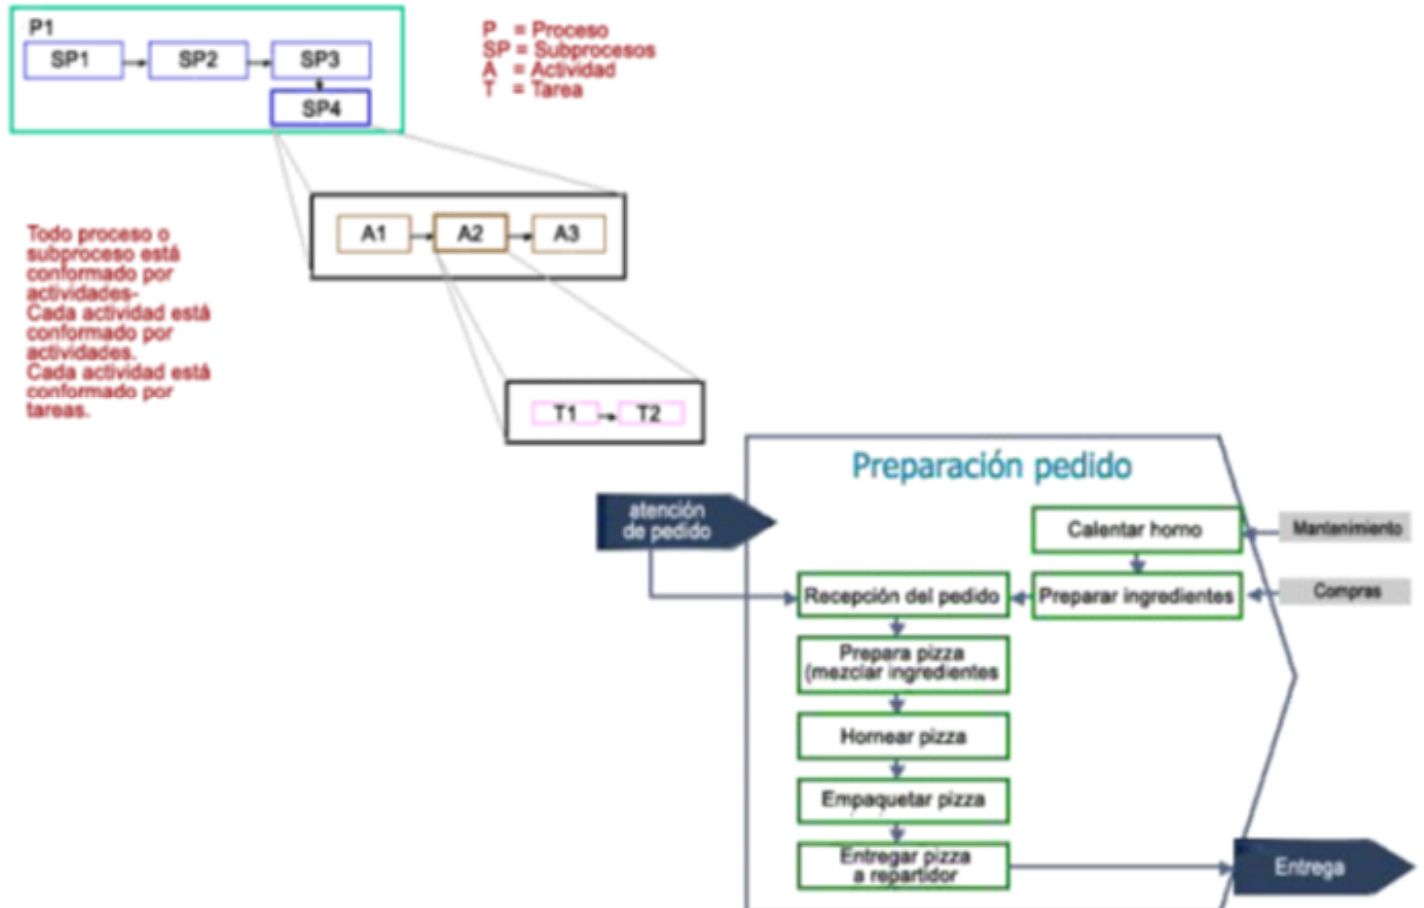 P1
SP1
SP2
SP3
SP4
P = Proceso
SP = Subprocesos
A = Actividad
T = Tarea
A1
A2
A3
Todo proceso o
subproceso está
conformado por
actividades-
Cada actividad está
conformado por
actividades.
Cada actividad está
conformado por
tareas.
T1
T2
Preparación pedido
atención
de pedido
Calentar horno
Mantenimiento
Recepción del pedido
Preparar ingredientes
Compras
Prepara pizza
(mezclar ingredientes
Hornear pizza
Empaquetar pizza
Entregar pizza
a repartidor
Entrega